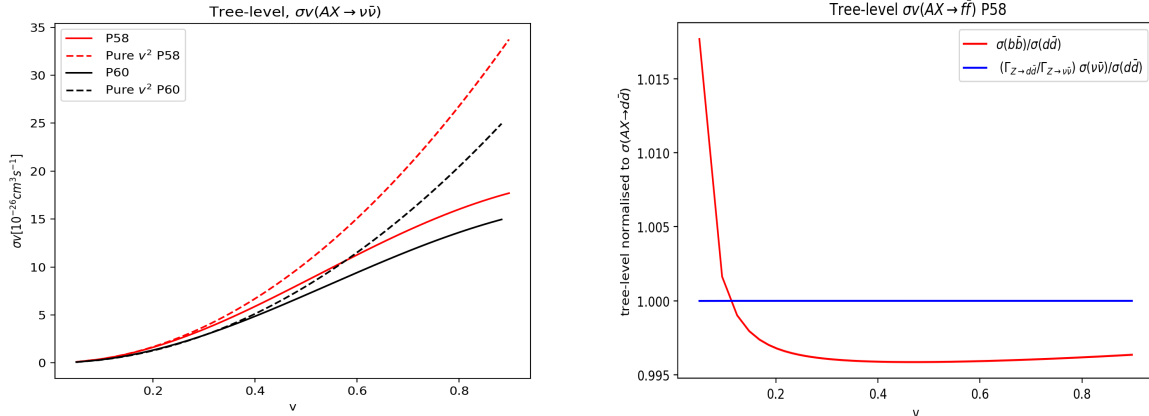 Tree-level, σv(AX → νν̄)
P58
Pure v² P58
P60
Pure v² P60
σv[10⁻²⁶cm³s⁻¹]
35
30
25
20
15
10
5
0
0.2
0.4
0.6
0.8
v
Tree-level σv(AX → ff̄) P58
σ(bb̄)/σ(dd̄)
(Γ_{Z→dd̄}/Γ_{Z→νν̄}) σ(νν̄)/σ(dd̄)
tree-level normalised to σ(AX→dd̄)
1.015
1.010
1.005
1.000
0.995
0.2
0.4
0.6
0.8
v